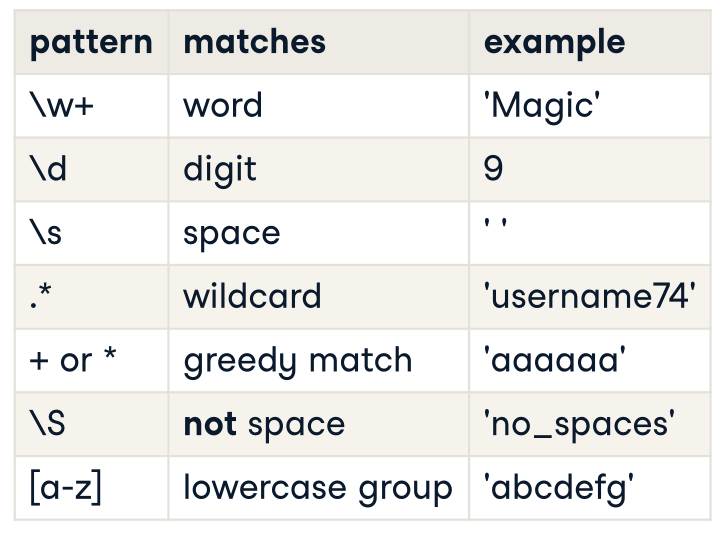 pattern matches example
\w+ word 'Magic'
\d digit 9
\s space ' '
.* wildcard 'username74'
+ or * greedy match 'aaaaaa'
\S not space 'no_spaces'
[a-z] lowercase group 'abcdefg'